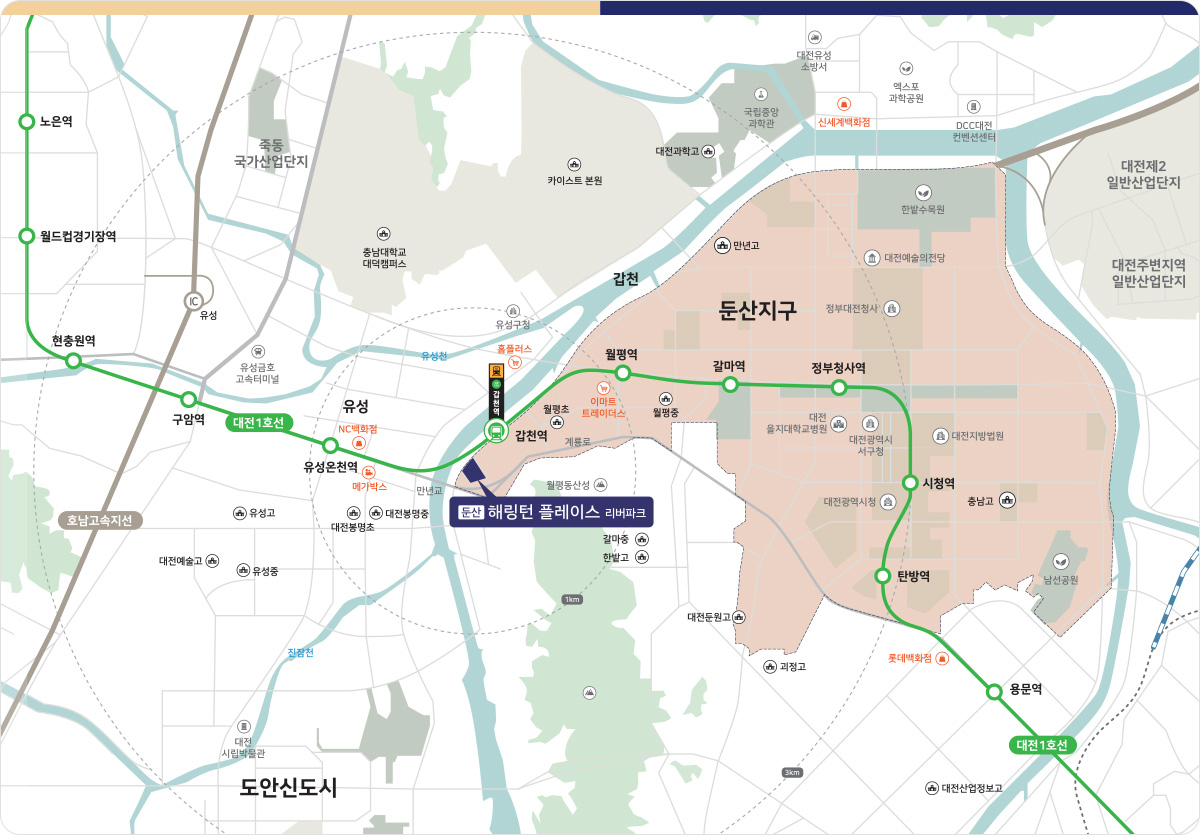 대전유성
소방서
엑스포
과학공원
국립중앙
과학관
신세계백화점
DCC대전
컨벤션센터
노은역
죽동
국가산업단지
대전과학고
카이스트 본원
대전제2
일반산업단지
한밭수목원
월드컵경기장역
충남대학교
대덕캠퍼스
만년고
대전예술의전당
갑천
대전주변지역
일반산업단지
IC
유성
둔산지구
정부대전청사
유성구청
현충원역
유성천
홈플러스
월평역
갈마역
정부청사역
유성금호
고속터미널
갑천역
이마트
트레이더스
월평초
월평중
구암역
유성
대전1호선
NC백화점
갑천역
계룡로
대전
을지대학교병원
대전광역시
서구청
대전지방법원
유성온천역
메가박스
만년교
월평동산성
시청역
대전광역시청
충남고
둔산 해링턴 플레이스 리버파크
호남고속지선
유성고
대전봉명초
대전봉명중
갈마중
한밭고
대전예술고
유성중
탄방역
남선공원
1km
대전둔원고
진잠천
괴정고
롯데백화점
용문역
대전
시립박물관
대전1호선
3km
도안신도시
대전산업정보고